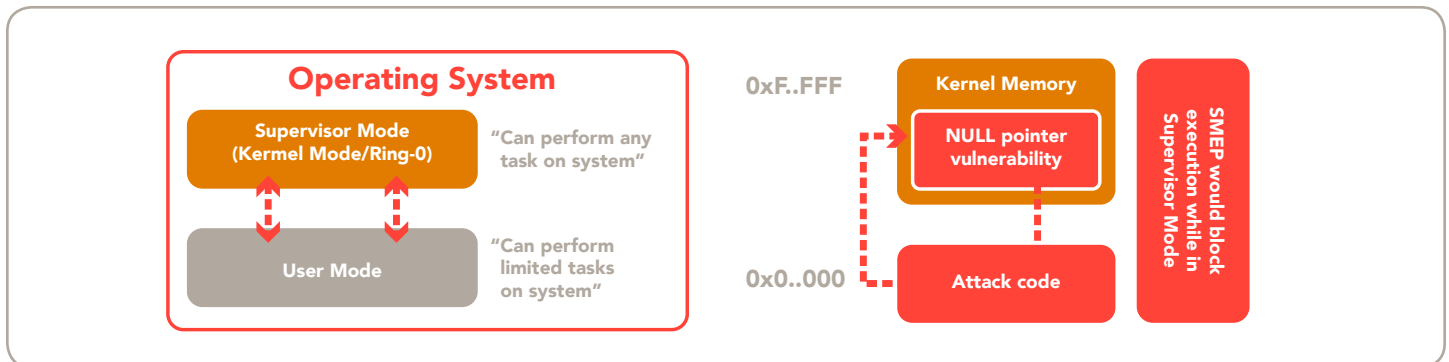 Operating System
Supervisor Mode
(Kermel Mode/Ring-0)
“Can perform any
task on system”
User Mode
“Can perform
limited tasks
on system”
0xF..FFF
Kernel Memory
NULL pointer
vulnerability
0x0..000
Attack code
SMEP would block
execution while in
Supervisor Mode